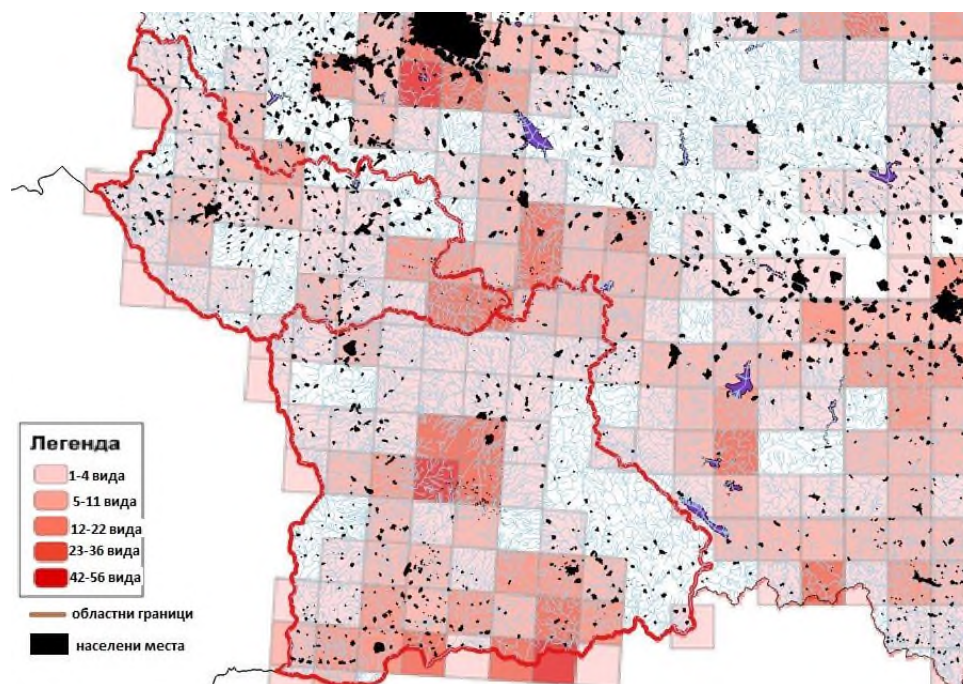 Легенда
1-4 вида
5-11 вида
12-22 вида
23-36 вида
42-56 вида
областни граници
населени места